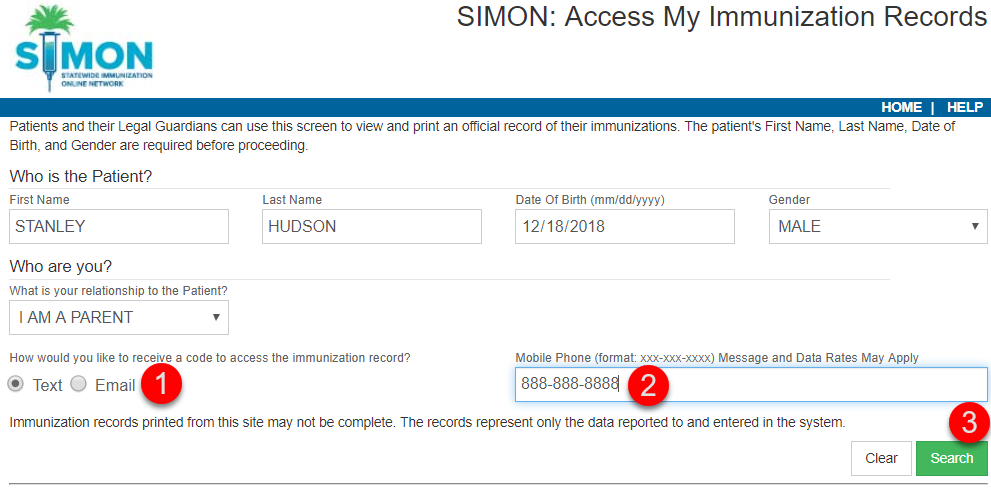 SIMON: Access My Immunization Records
SIMON
STATEWIDE IMMUNIZATION
ONLINE NETWORK
HOME | HELP
Patients and their Legal Guardians can use this screen to view and print an official record of their immunizations. The patient's First Name, Last Name, Date of
Birth, and Gender are required before proceeding.
Who is the Patient?
First Name Last Name Date Of Birth (mm/dd/yyyy) Gender
STANLEY HUDSON 12/18/2018 MALE
Who are you?
What is your relationship to the Patient?
I AM A PARENT
How would you like to receive a code to access the immunization record? Mobile Phone (format: xxx-xxx-xxxx) Message and Data Rates May Apply
Text Email 1 888-888-8888 2
Immunization records printed from this site may not be complete. The records represent only the data reported to and entered in the system. 3
Clear Search